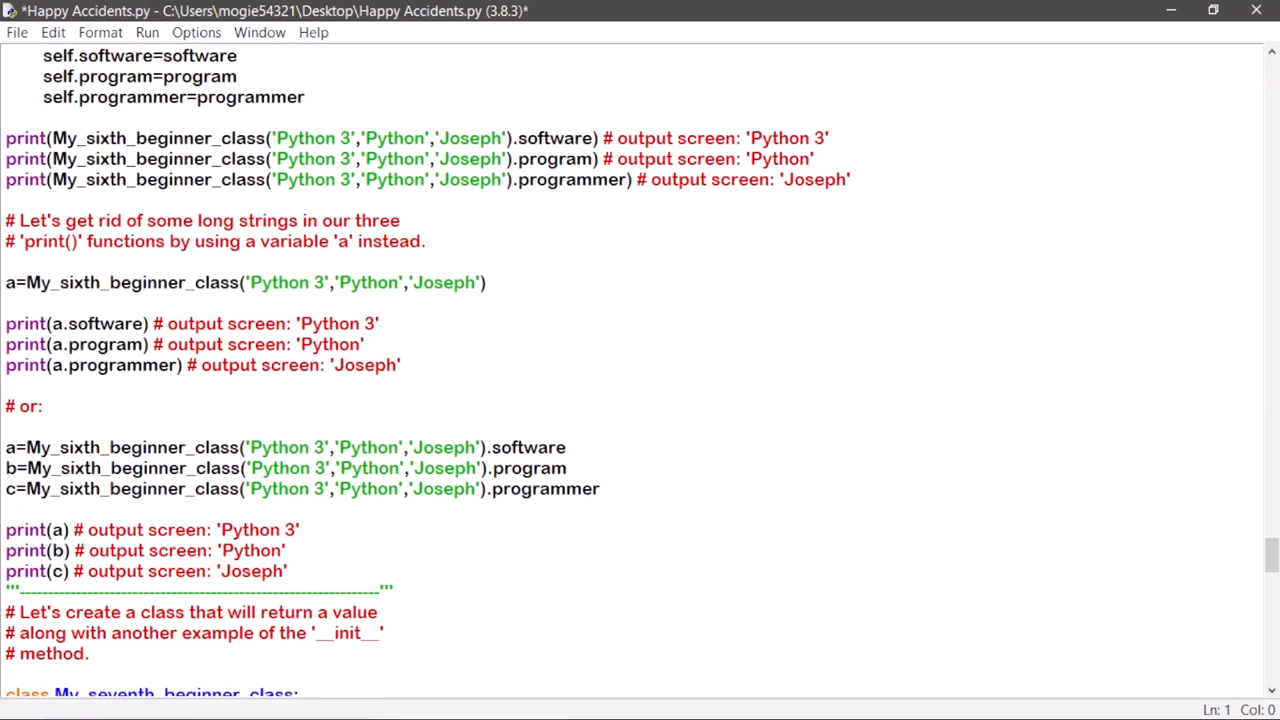 *Happy Accidents.py - C:\Users\mogie54321\Desktop\Happy Accidents.py (3.8.3)*
File Edit Format Run Options Window Help
self.software=software
self.program=program
self.programmer=programmer
print(My_sixth_beginner_class('Python 3','Python','Joseph').software) # output screen: 'Python 3'
print(My_sixth_beginner_class('Python 3','Python','Joseph').program) # output screen: 'Python'
print(My_sixth_beginner_class('Python 3','Python','Joseph').programmer) # output screen: 'Joseph'
# Let's get rid of some long strings in our three
# 'print()' functions by using a variable 'a' instead.
a=My_sixth_beginner_class('Python 3','Python','Joseph')
print(a.software) # output screen: 'Python 3'
print(a.program) # output screen: 'Python'
print(a.programmer) # output screen: 'Joseph'
# or:
a=My_sixth_beginner_class('Python 3','Python','Joseph').software
b=My_sixth_beginner_class('Python 3','Python','Joseph').program
c=My_sixth_beginner_class('Python 3','Python','Joseph').programmer
print(a) # output screen: 'Python 3'
print(b) # output screen: 'Python'
print(c) # output screen: 'Joseph'
'''----------------------------------------------------------------'''
# Let's create a class that will return a value
# along with another example of the '__init__'
# method.
class My_seventh_beginner_class:
Ln: 1 Col: 0